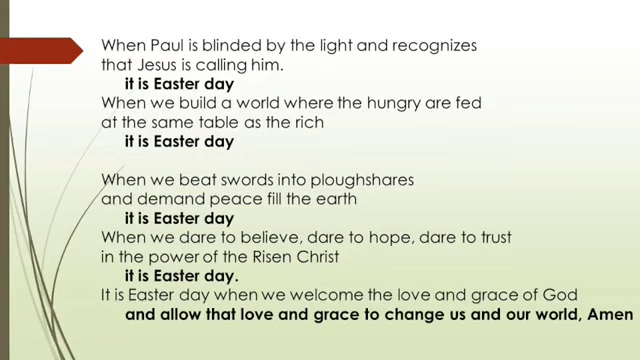 When Paul is blinded by the light and recognizes
that Jesus is calling him.
it is Easter day
When we build a world where the hungry are fed
at the same table as the rich
it is Easter day
When we beat swords into ploughshares
and demand peace fill the earth
it is Easter day
When we dare to believe, dare to hope, dare to trust
in the power of the Risen Christ
it is Easter day.
It is Easter day when we welcome the love and grace of God
and allow that love and grace to change us and our world, Amen